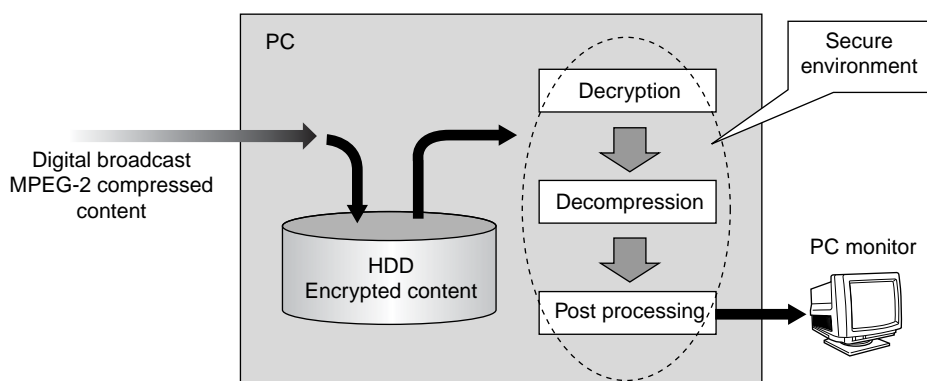 PC
Secure
environment
Decryption
Digital broadcast
MPEG-2 compressed
content
Decompression
HDD
Encrypted content
PC monitor
Post processing